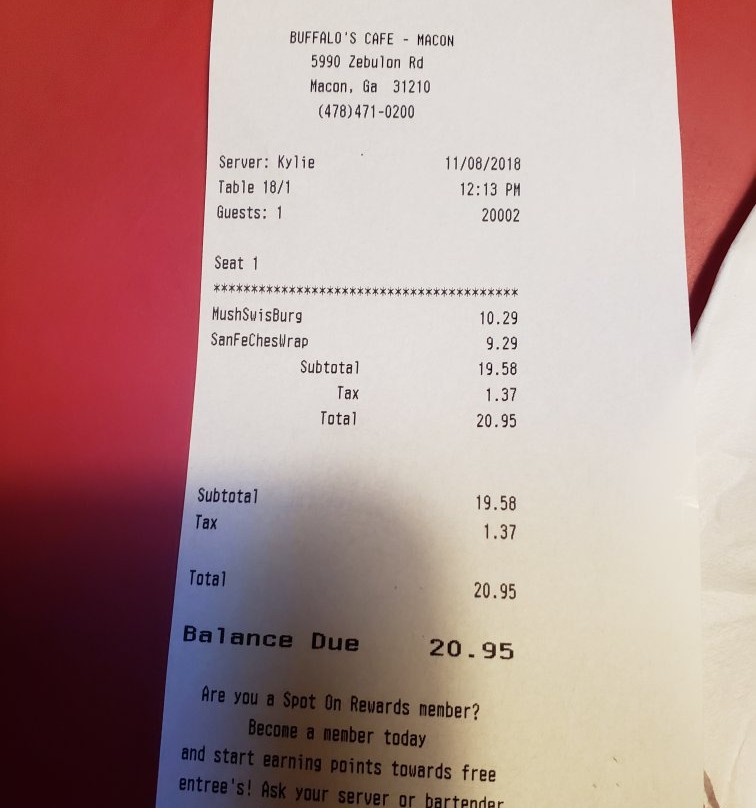 BUFFALO'S CAFE - MACON
5990 Zebulon Rd
Macon, Ga  31210
(478)471-0200
Server: Kylie 11/08/2018
Table 18/1 12:13 PM
Guests: 1 20002
Seat 1
****************************************
MushSwisBurg 10.29
SanFeChesWrap 9.29
Subtotal 19.58
Tax 1.37
Total 20.95
Subtotal 19.58
Tax 1.37
Total 20.95
Balance Due 20.95
Are you a Spot On Rewards member?
Become a member today
and start earning points towards free
entree's! Ask your server or bartender